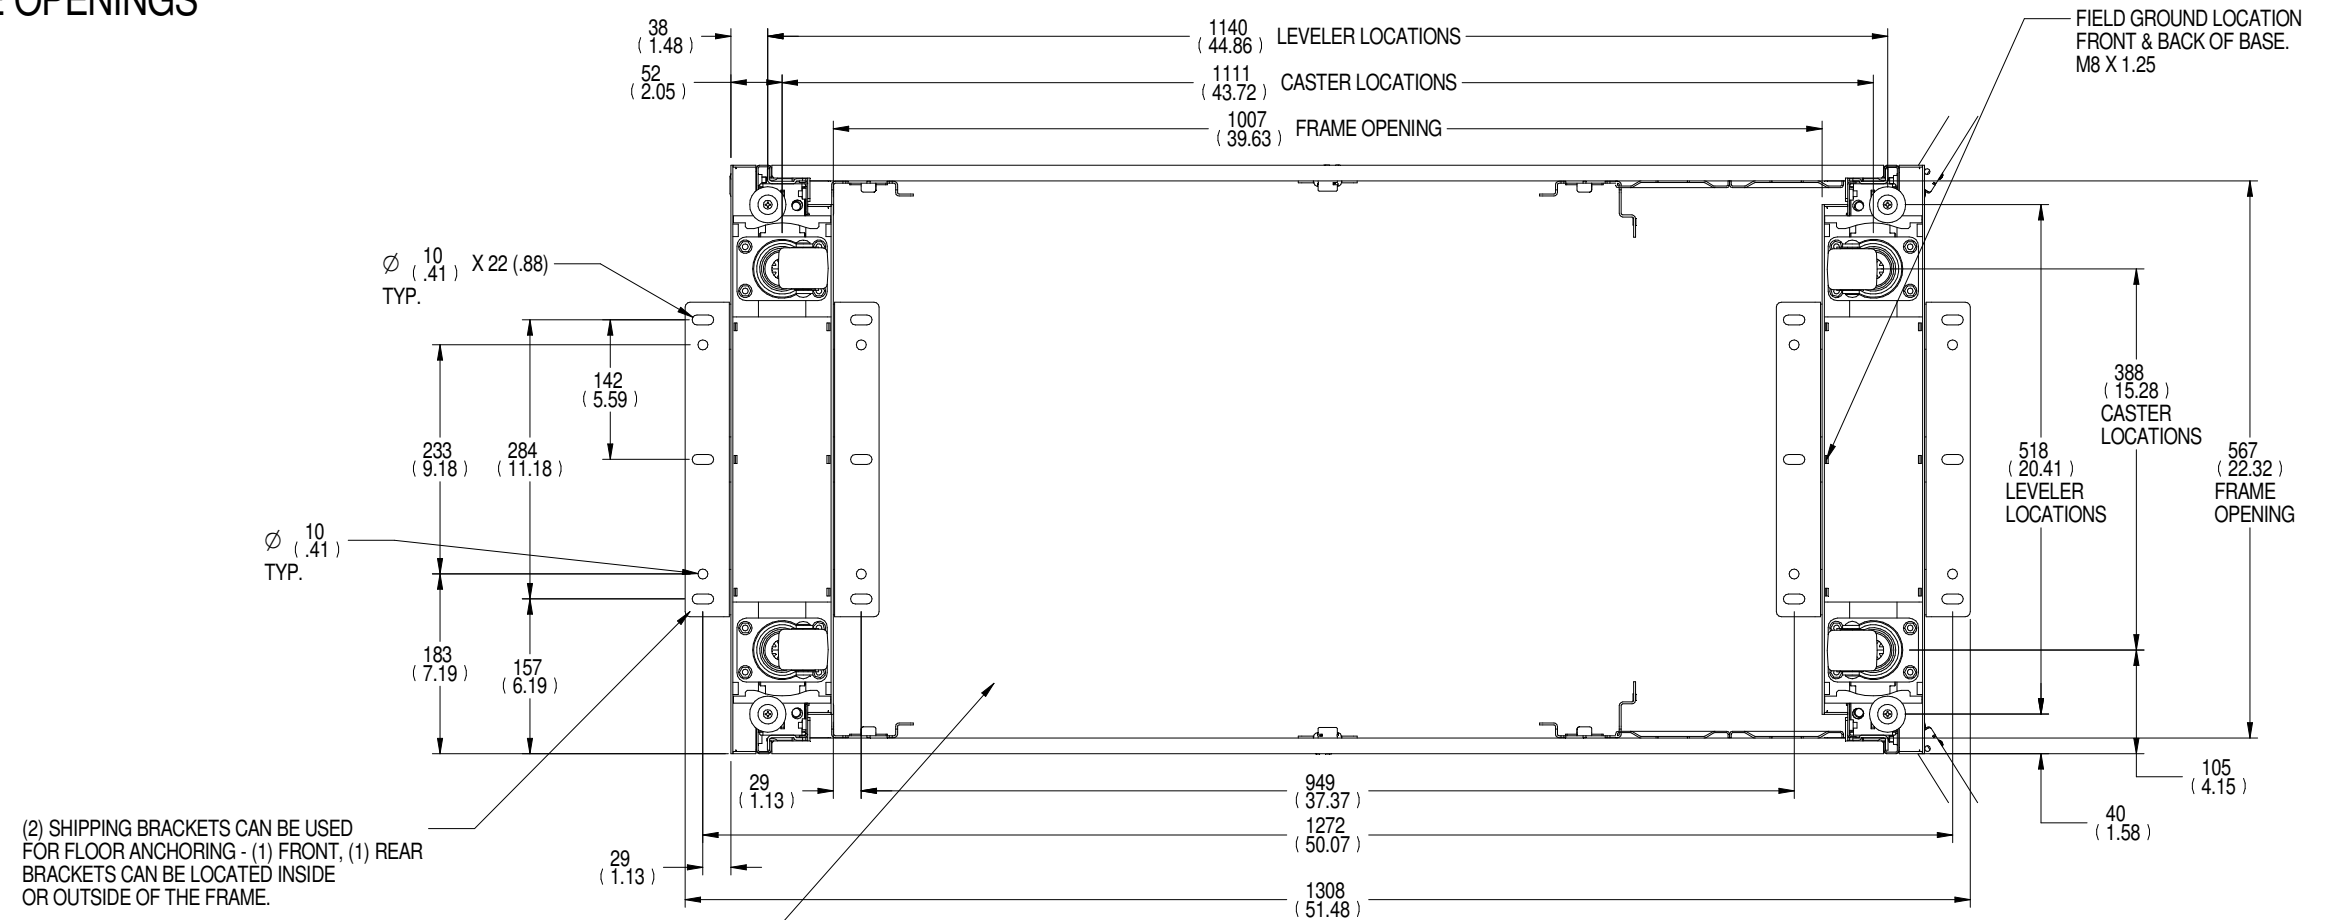 E OPENINGS
38
( 1.48 )
1140
( 44.86 ) LEVELER LOCATIONS
FIELD GROUND LOCATION
FRONT & BACK OF BASE.
M8 X 1.25
52
( 2.05 )
1111
( 43.72 ) CASTER LOCATIONS
1007
( 39.63 ) FRAME OPENING
Ø 10
( .41 ) X 22 (.88)
TYP.
142
( 5.59 )
233
( 9.18 )
284
( 11.18 )
388
( 15.28 )
CASTER
LOCATIONS
518
( 20.41 )
LEVELER
LOCATIONS
567
( 22.32 )
FRAME
OPENING
Ø 10
( .41 )
TYP.
183
( 7.19 )
157
( 6.19 )
29
( 1.13 )
949
( 37.37 )
105
( 4.15 )
40
( 1.58 )
1272
( 50.07 )
(2) SHIPPING BRACKETS CAN BE USED
FOR FLOOR ANCHORING - (1) FRONT, (1) REAR
BRACKETS CAN BE LOCATED INSIDE
OR OUTSIDE OF THE FRAME.
29
( 1.13 )
1308
( 51.48 )